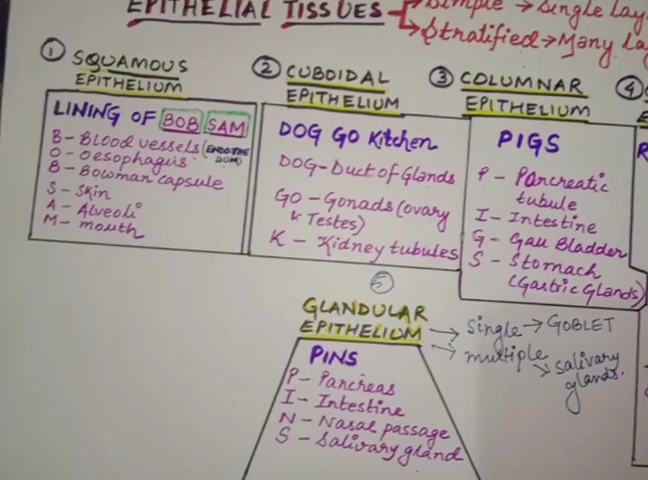 EPITHELIAL TISSUES
Simple → Single
Stratified → Many
① SQUAMOUS
EPITHELIUM
LINING OF BOB SAM
B - Blood vessels (ENDOTHE
LIUM)
O - Oesophagus
B - Bowman capsule
S - Skin
A - Alveoli
M - mouth
② CUBOIDAL
EPITHELIUM
DOG GO Kitchen
DOG - Duct of Glands
GO - Gonads (ovary
& Testes)
K - Kidney tubules
③ COLUMNAR
EPITHELIUM
PIGS
P - Pancreatic
tubule
I - Intestine
G - Gall Bladder
S - Stomach
(Gastric Glands)
④
⑤
GLANDULAR
EPITHELIUM
→ Single → GOBLET
→ multiple
↘ salivary
glands.
PINS
P - Pancreas
I - Intestine
N - Nasal passage
S - Salivary gland